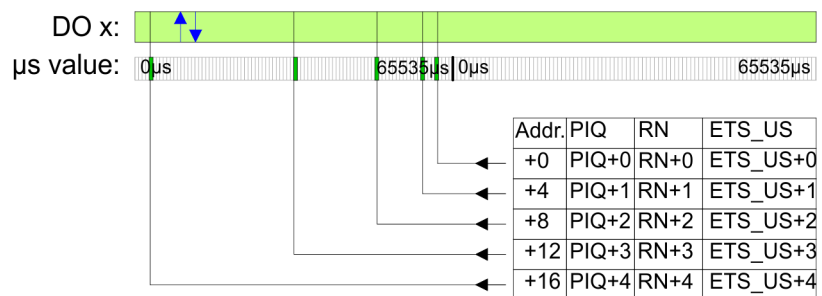 DO x:
µs value: 0µs 65535µs 0µs 65535µs
Addr. PIQ RN ETS_US
+0 PIQ+0 RN+0 ETS_US+0
+4 PIQ+1 RN+1 ETS_US+1
+8 PIQ+2 RN+2 ETS_US+2
+12 PIQ+3 RN+3 ETS_US+3
+16 PIQ+4 RN+4 ETS_US+4